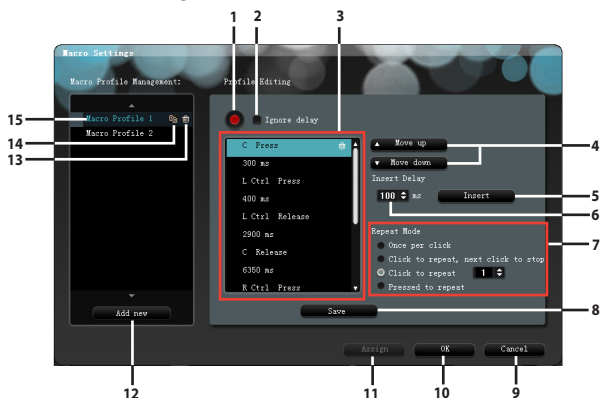 1 2 3
Macro Settings
Macro Profile Management:
Profile Editing
15
Macro Profile 1
14
Macro Profile 2
13
Ignore delay
C Press
300 ms
L Ctrl Press
400 ms
L Ctrl Release
2900 ms
C Release
6350 ms
R Ctrl Press
Move up
4
Move down
Insert Delay
100 ms
Insert
5
6
Repeat Mode
7
Once per click
Click to repeat, next click to stop
Click to repeat 1
Pressed to repeat
Add new
Save
8
Assign
OK
Cancel
12
11
10
9